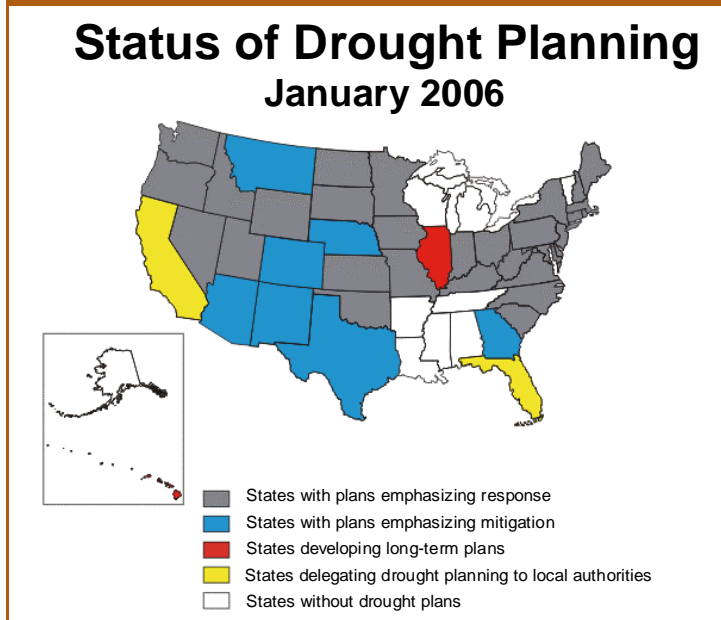 Status of Drought Planning
January 2006
States with plans emphasizing response
States with plans emphasizing mitigation
States developing long-term plans
States delegating drought planning to local authorities
States without drought plans